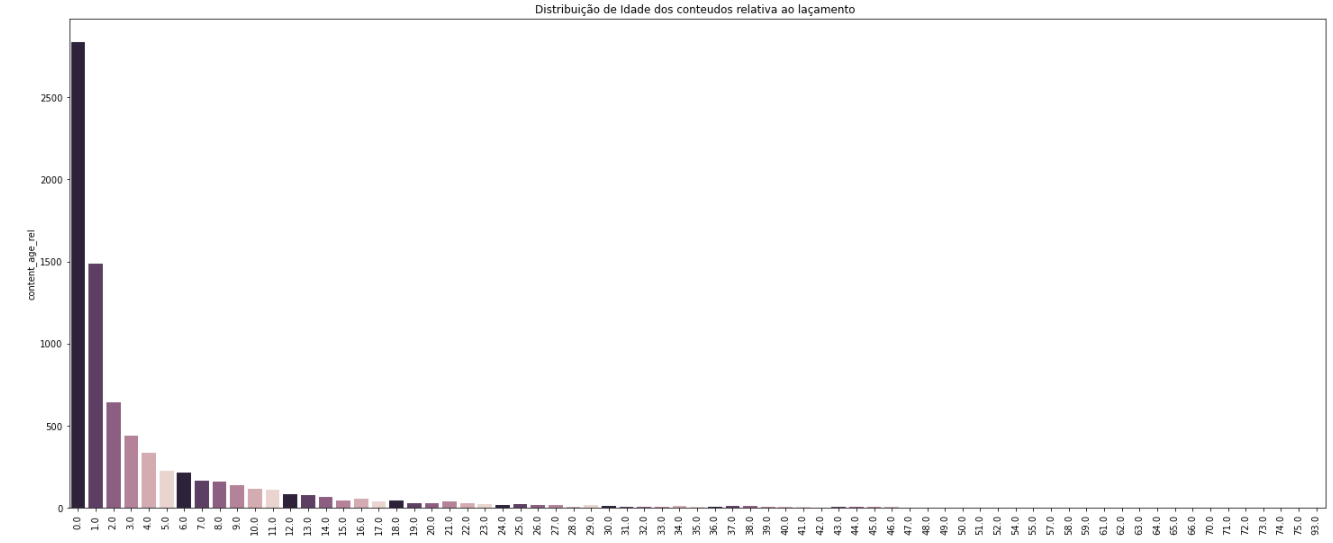 Distribuição de Idade dos conteudos relativa ao laçamento
content_age_rel
2500
2000
1500
1000
500
0
0.0 1.0 2.0 3.0 4.0 5.0 6.0 7.0 8.0 9.0 10.0 11.0 12.0 13.0 14.0 15.0 16.0 17.0 18.0 19.0 20.0 21.0 22.0 23.0 24.0 25.0 26.0 27.0 28.0 29.0 30.0 31.0 32.0 33.0 34.0 35.0 36.0 37.0 38.0 39.0 40.0 41.0 42.0 43.0 44.0 45.0 46.0 47.0 48.0 49.0 50.0 51.0 52.0 54.0 55.0 57.0 58.0 59.0 61.0 62.0 63.0 64.0 65.0 66.0 70.0 71.0 72.0 73.0 74.0 75.0 93.0